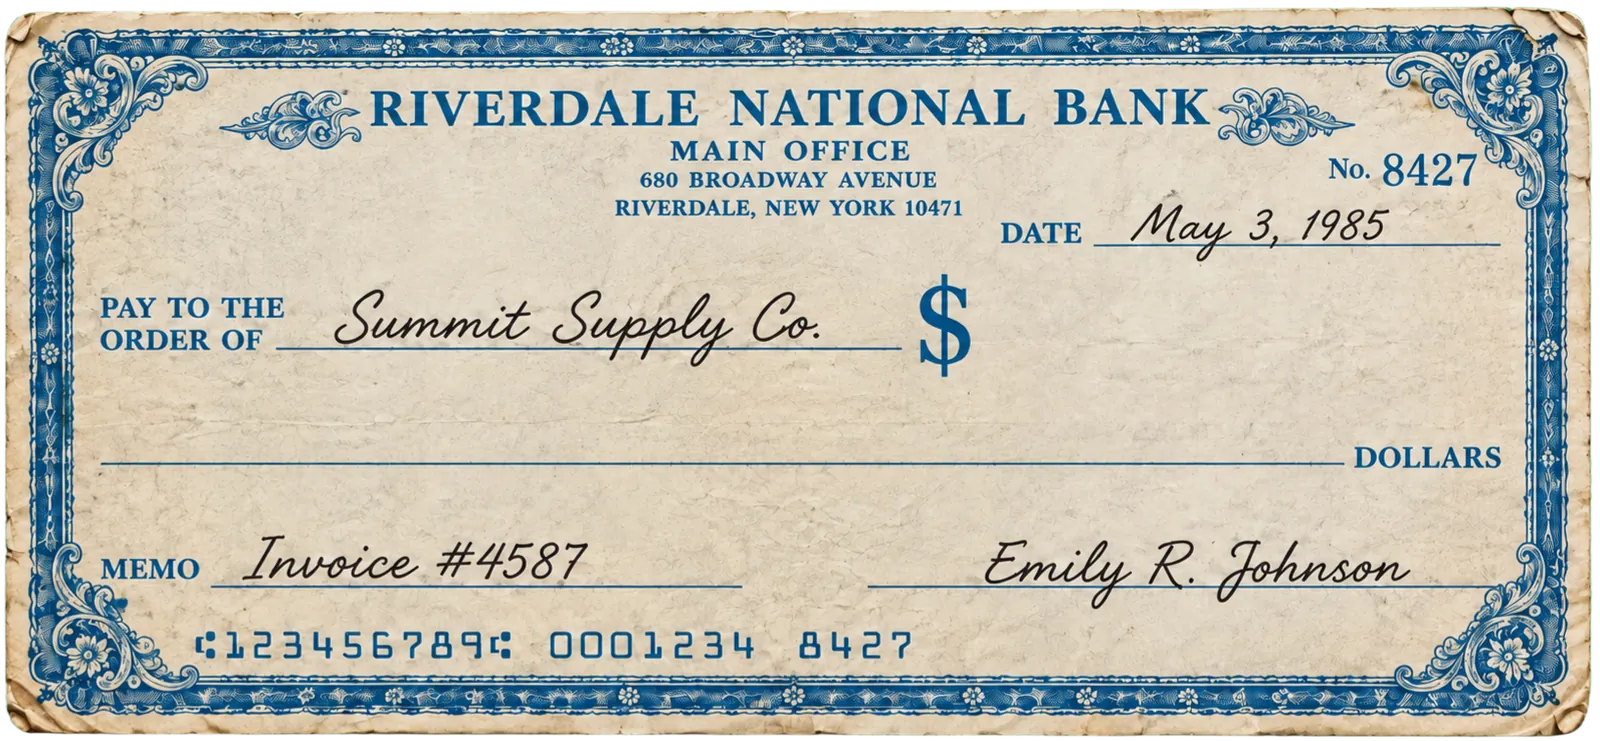 RIVERDALE NATIONAL BANK
MAIN OFFICE
680 BROADWAY AVENUE
RIVERDALE, NEW YORK 10471
No. 8427
DATE May 3, 1985
PAY TO THE
ORDER OF Summit Supply Co. $
DOLLARS
MEMO Invoice #4587 Emily R. Johnson
⑆123456789⑆ 0001234 8427